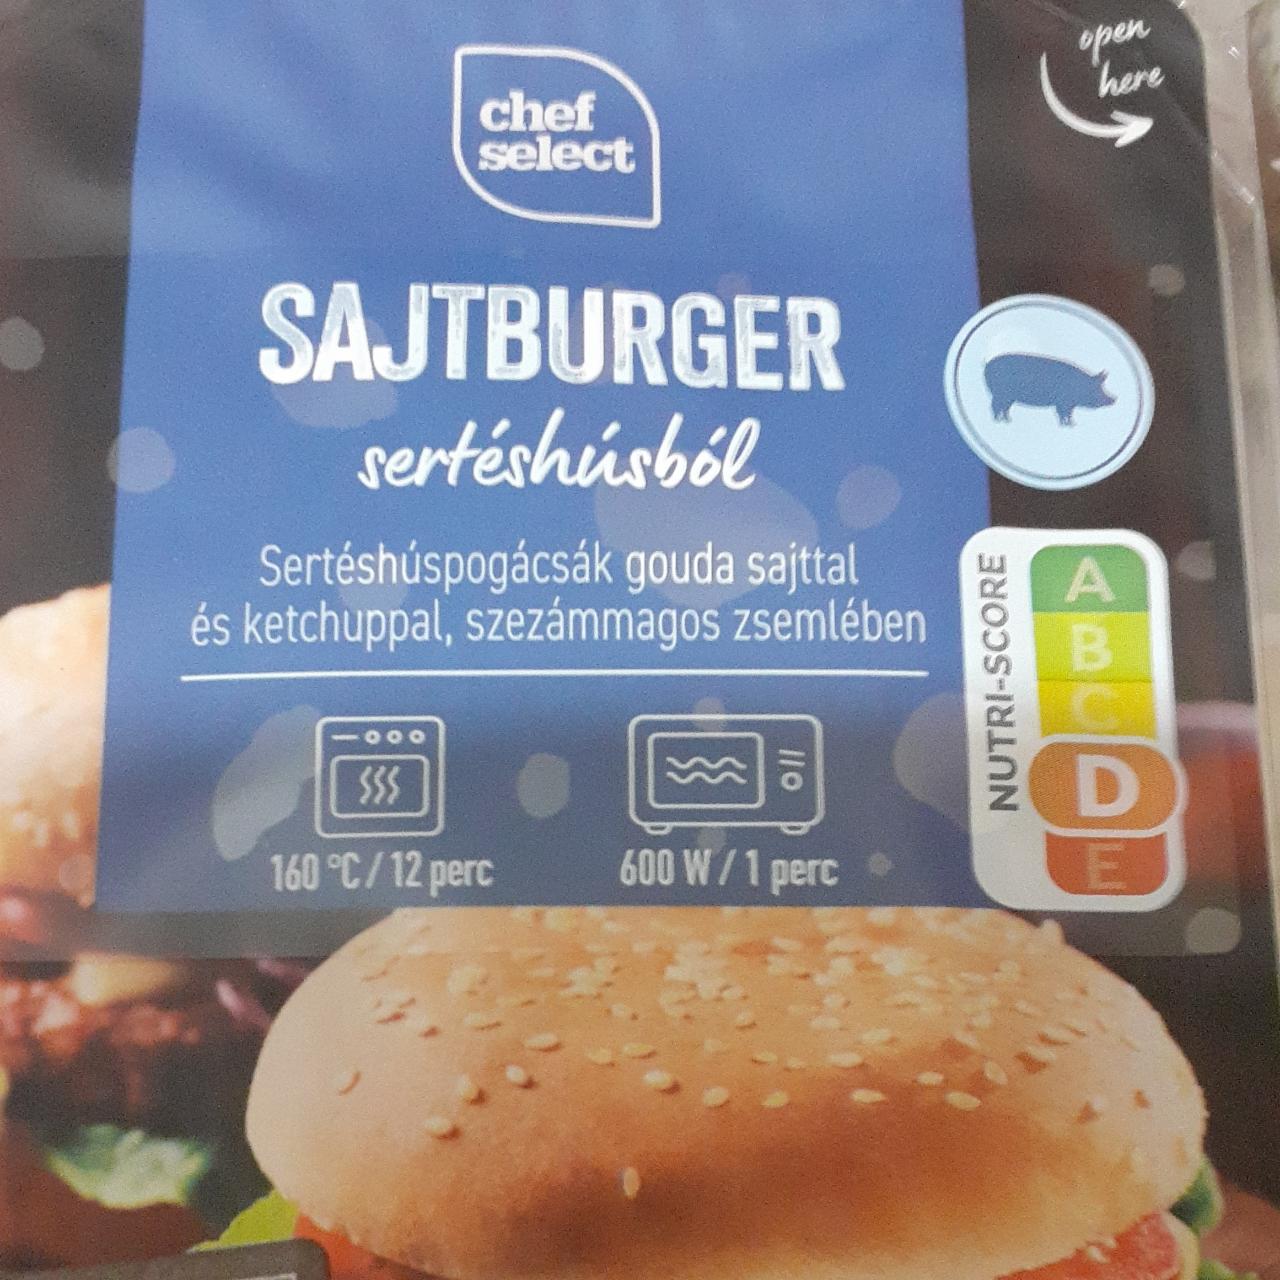 open
here
chef
select
SAJTBURGER
sertéshúsból
Sertéshúspogácsák gouda sajttal
és ketchuppal, szezámmagos zsemlében
160 °C / 12 perc
600 W / 1 perc
NUTRI-SCORE
A
B
C
D
E